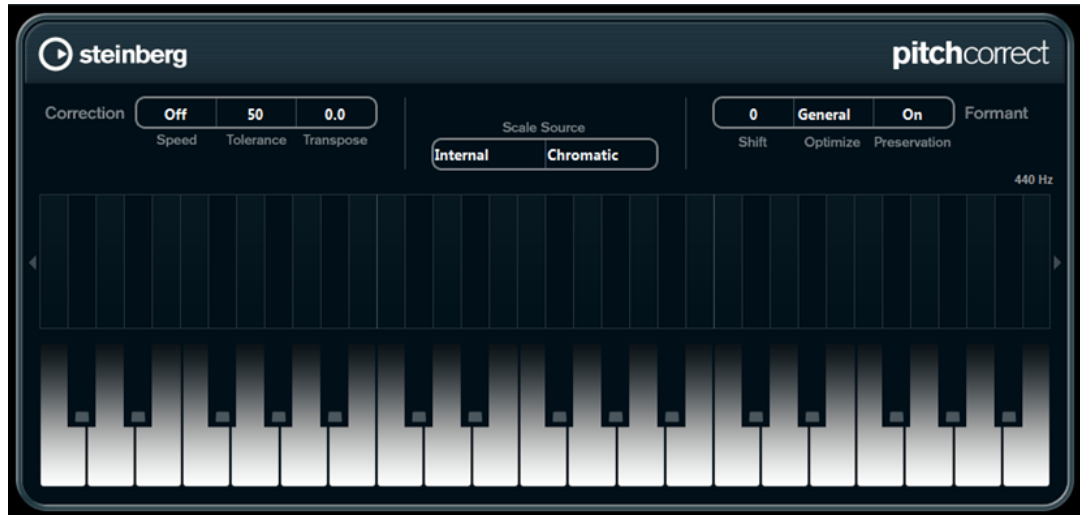 steinberg
pitchcorrect
Correction
Off 50 0.0
Speed Tolerance Transpose
Scale Source
Internal Chromatic
0 General On
Shift Optimize Preservation
Formant
440 Hz